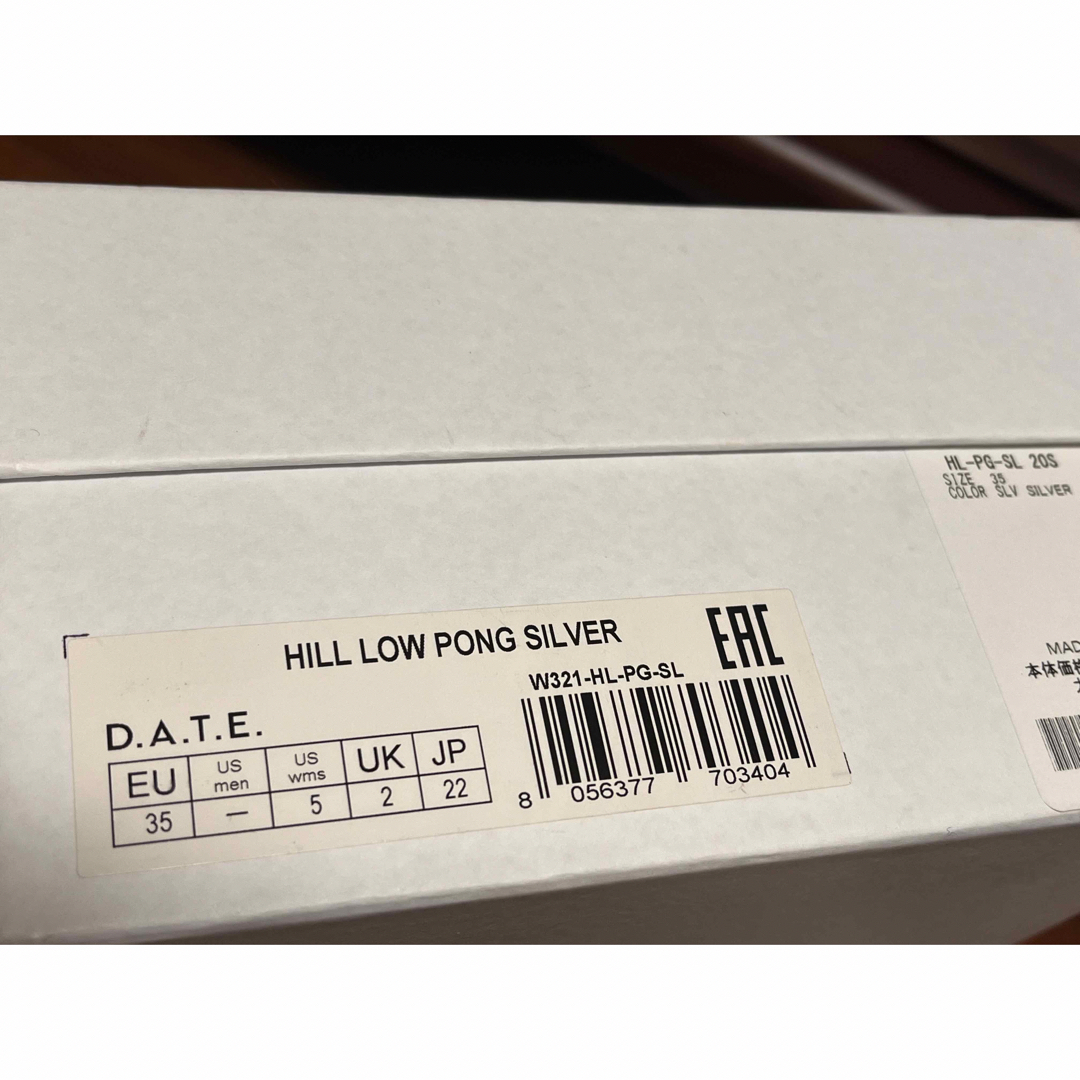 HL-PG-SL 20S
SIZE 35
COLOR SLV SILVER
本体価格
HILL LOW PONG SILVER
EAC
W321-HL-PG-SL
D.A.T.E.
EU US men US wms UK JP
35 — 5 2 22
8 056377 703404